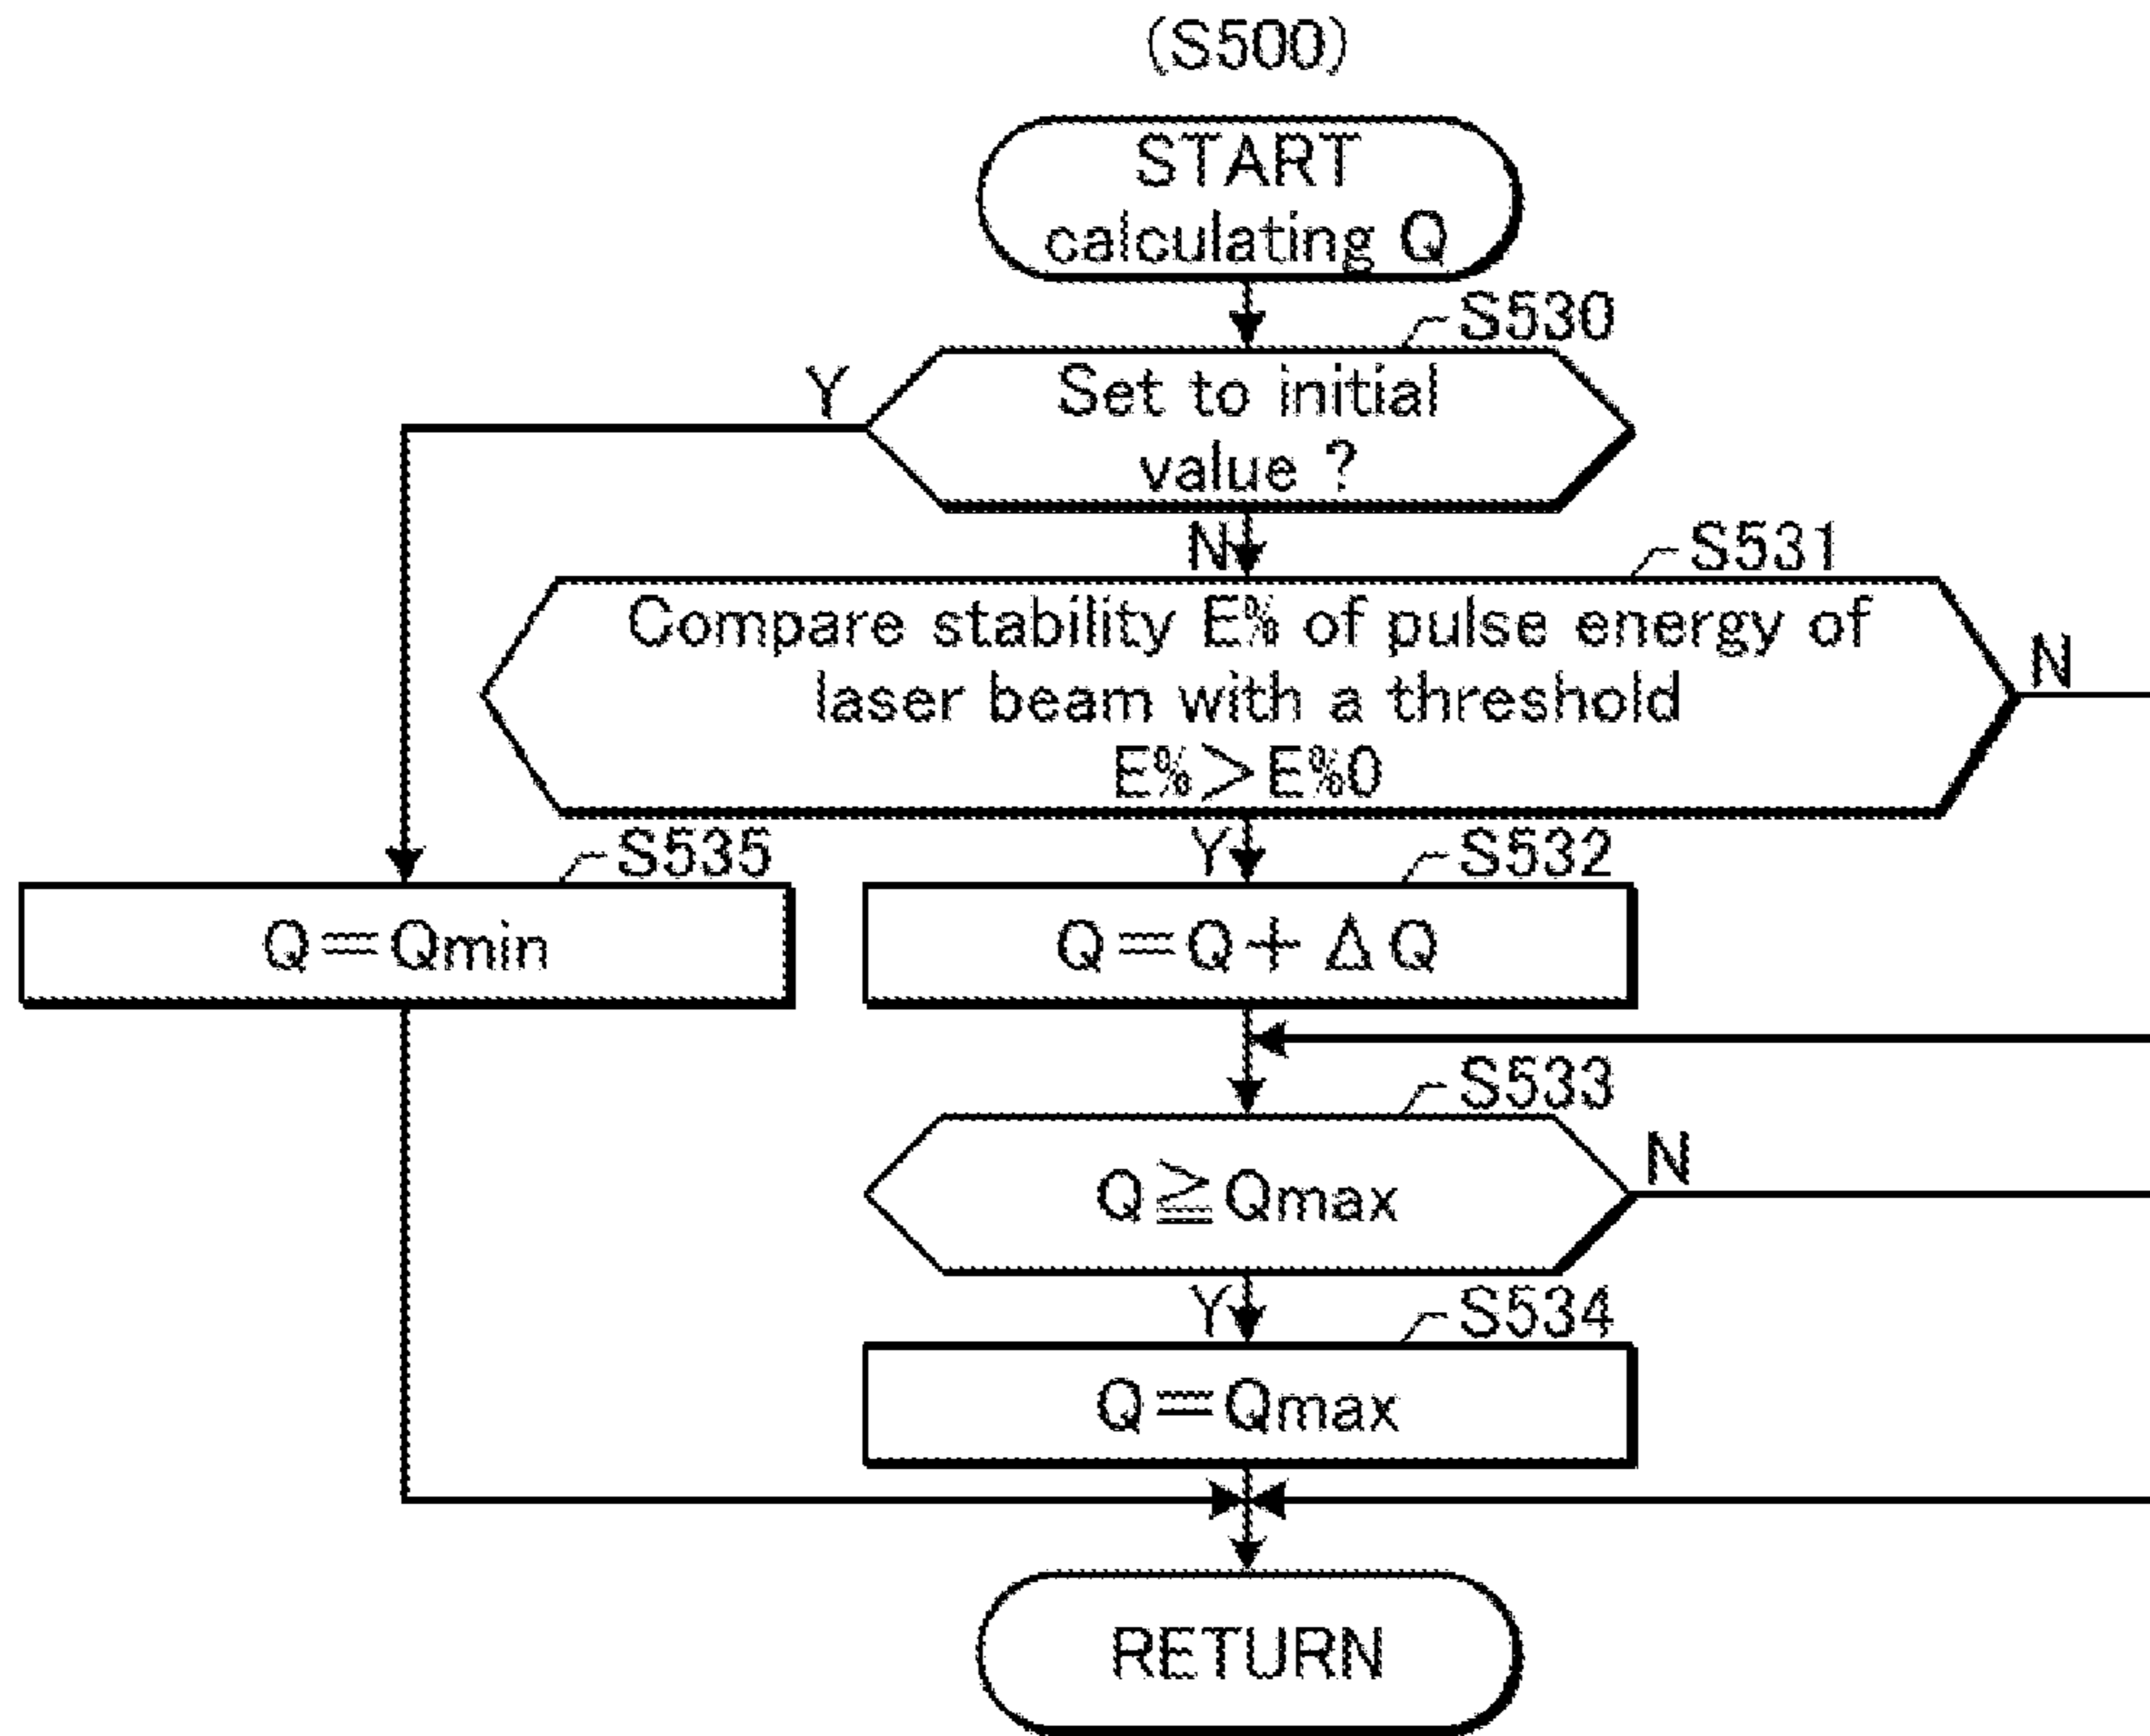 (S500)
START
calculating Q
S530
Y
Set to initial
value ?
N
S531
Compare stability E% of pulse energy of
laser beam with a threshold
E%>E%0
N
Y
S535
S532
Q=Qmin
Q=Q+ΔQ
S533
Q≧Qmax
N
Y
S534
Q=Qmax
RETURN